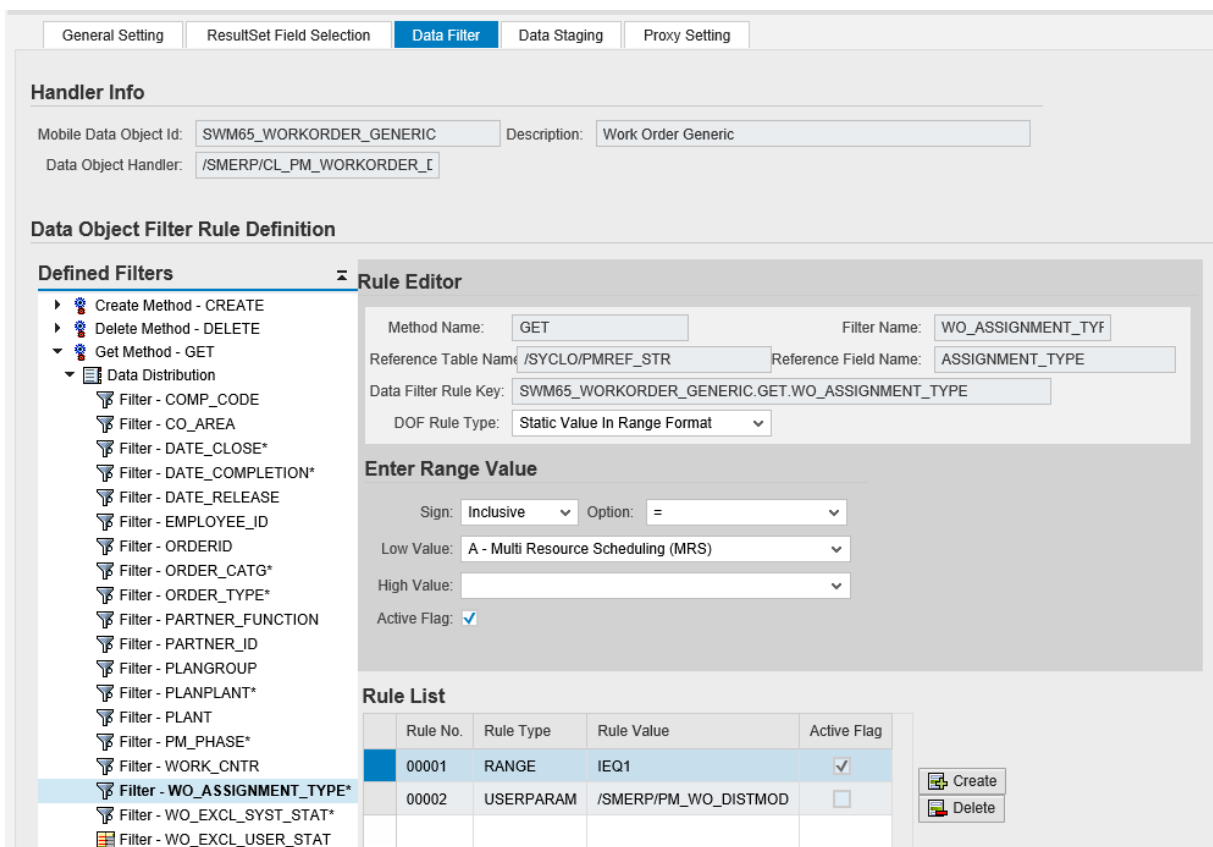 General Setting ResultSet Field Selection Data Filter Data Staging Proxy Setting
Handler Info
Mobile Data Object Id: SWM65_WORKORDER_GENERIC Description: Work Order Generic
Data Object Handler: /SMERP/CL_PM_WORKORDER_D
Data Object Filter Rule Definition
Defined Filters
Create Method - CREATE
Delete Method - DELETE
Get Method - GET
Data Distribution
Filter - COMP_CODE
Filter - CO_AREA
Filter - DATE_CLOSE*
Filter - DATE_COMPLETION*
Filter - DATE_RELEASE
Filter - EMPLOYEE_ID
Filter - ORDERID
Filter - ORDER_CATG*
Filter - ORDER_TYPE*
Filter - PARTNER_FUNCTION
Filter - PARTNER_ID
Filter - PLANGROUP
Filter - PLANPLANT*
Filter - PLANT
Filter - PM_PHASE*
Filter - WORK_CNTR
Filter - WO_ASSIGNMENT_TYPE*
Filter - WO_EXCL_SYST_STAT*
Filter - WO_EXCL_USER_STAT
Rule Editor
Method Name: GET Filter Name: WO_ASSIGNMENT_TYF
Reference Table Name /SYCLO/PMREF_STR Reference Field Name: ASSIGNMENT_TYPE
Data Filter Rule Key: SWM65_WORKORDER_GENERIC.GET.WO_ASSIGNMENT_TYPE
DOF Rule Type: Static Value In Range Format
Enter Range Value
Sign: Inclusive Option: =
Low Value: A - Multi Resource Scheduling (MRS)
High Value:
Active Flag:
Rule List
Rule No. Rule Type Rule Value Active Flag
00001 RANGE IEQ1
00002 USERPARAM /SMERP/PM_WO_DISTMOD
Create
Delete